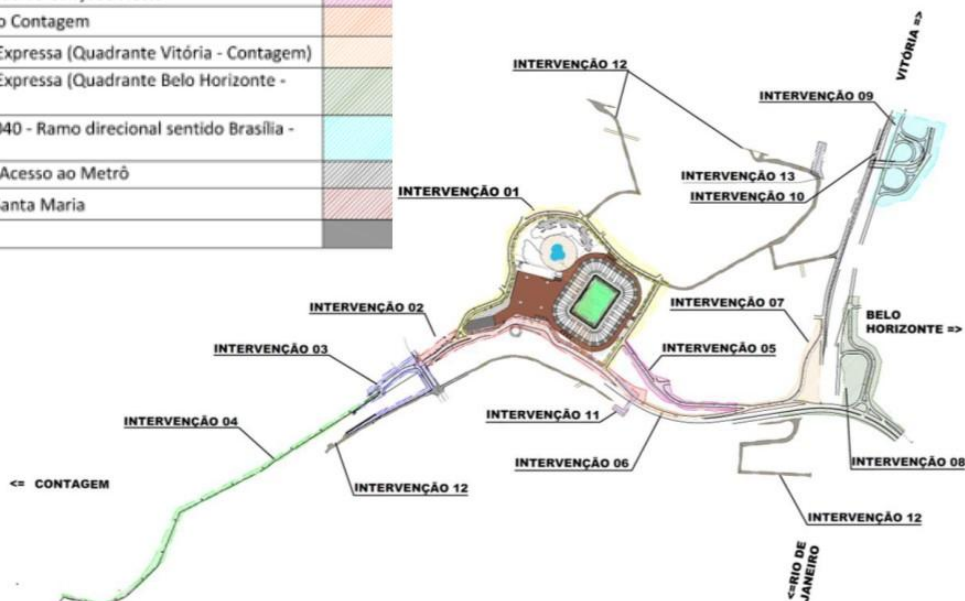 o Contagem
Expressa (Quadrante Vitória - Contagem)
Expressa (Quadrante Belo Horizonte -
040 - Ramo direcional sentido Brasília -
Acesso ao Metrô
Santa Maria
VITÓRIA =>
INTERVENÇÃO 12
INTERVENÇÃO 09
INTERVENÇÃO 13
INTERVENÇÃO 10
INTERVENÇÃO 01
INTERVENÇÃO 02
INTERVENÇÃO 07
BELO
HORIZONTE =>
INTERVENÇÃO 03
INTERVENÇÃO 05
INTERVENÇÃO 04
INTERVENÇÃO 11
INTERVENÇÃO 06
INTERVENÇÃO 08
<= CONTAGEM
INTERVENÇÃO 12
INTERVENÇÃO 12
<=RIO DE
JANEIRO